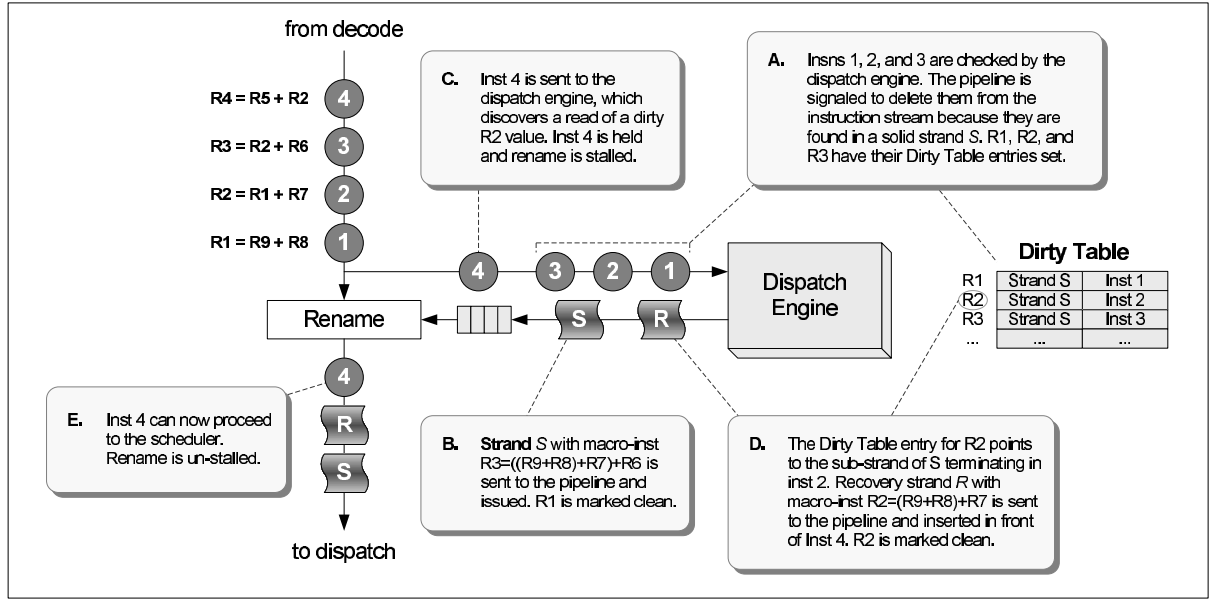 from decode
R4 = R5 + R2
4
R3 = R2 + R6
3
R2 = R1 + R7
2
R1 = R9 + R8
1
C. Inst 4 is sent to the
dispatch engine, which
discovers a read of a dirty
R2 value. Inst 4 is held
and rename is stalled.
A. Insns 1, 2, and 3 are checked by the
dispatch engine. The pipeline is
signaled to delete them from the
instruction stream because they are
found in a solid strand S. R1, R2, and
R3 have their Dirty Table entries set.
4 3 2 1
Dispatch
Engine
Dirty Table
R1 Strand S Inst 1
R2 Strand S Inst 2
R3 Strand S Inst 3
... ... ...
Rename
S R
4
R
S
to dispatch
E. Inst 4 can now proceed
to the scheduler.
Rename is un-stalled.
B. Strand S with macro-inst
R3=((R9+R8)+R7)+R6 is
sent to the pipeline and
issued. R1 is marked clean.
D. The Dirty Table entry for R2 points
to the sub-strand of S terminating in
inst 2. Recovery strand R with
macro-inst R2=(R9+R8)+R7 is sent
to the pipeline and inserted in front
of Inst 4. R2 is marked clean.